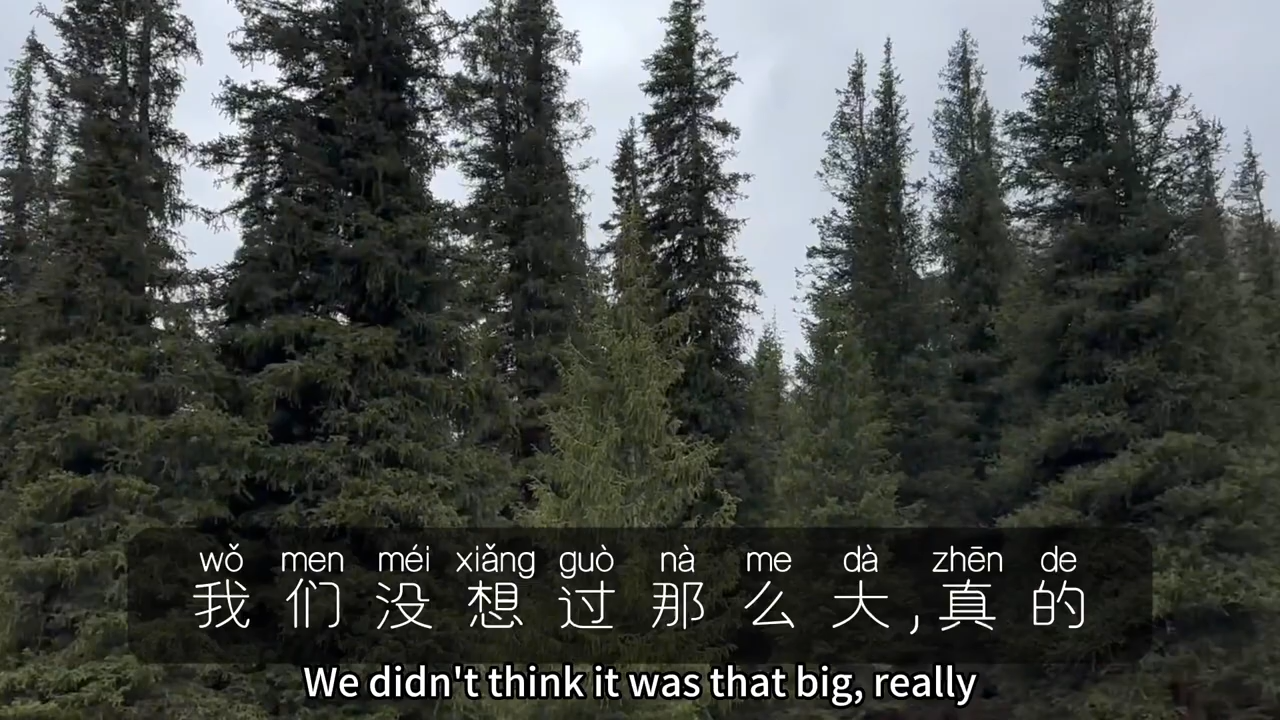 wǒ men méi xiǎng guò nà me dà zhēn de
我们没想过那么大,真的
We didn't think it was that big, really